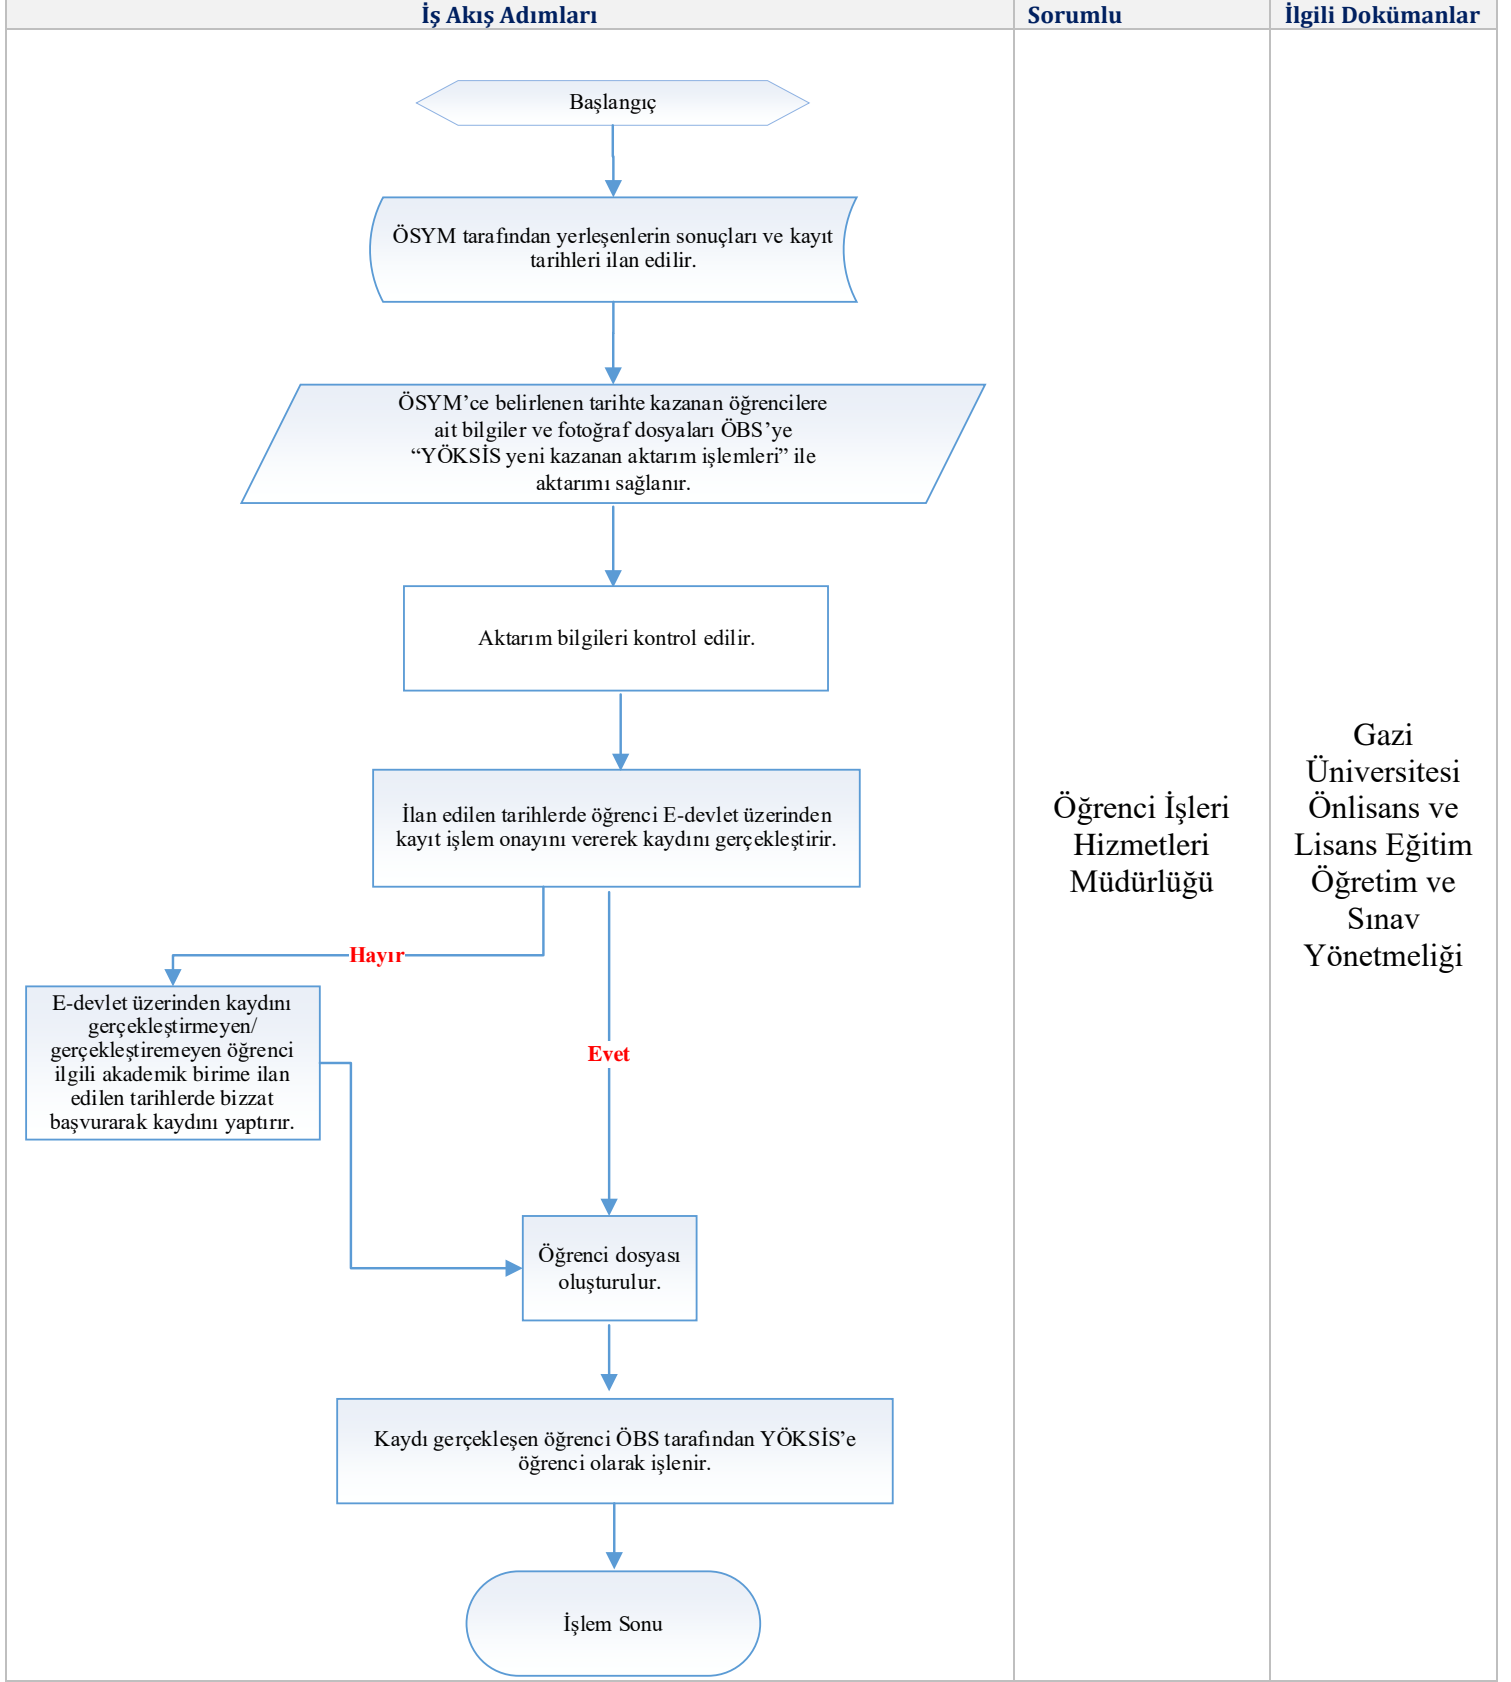 İş Akış Adımları
Sorumlu
İlgili Dokümanlar
Başlangıç
ÖSYM tarafından yerleşenlerin sonuçları ve kayıt
tarihleri ilan edilir.
ÖSYM’ce belirlenen tarihte kazanan öğrencilere
ait bilgiler ve fotoğraf dosyaları ÖBS’ye
“YÖKSİS yeni kazanan aktarım işlemleri” ile
aktarımı sağlanır.
Aktarım bilgileri kontrol edilir.
İlan edilen tarihlerde öğrenci E-devlet üzerinden
kayıt işlem onayını vererek kaydını gerçekleştirir.
Hayır
E-devlet üzerinden kaydını
gerçekleştirmeyen/
gerçekleştiremeyen öğrenci
ilgili akademik birime ilan
edilen tarihlerde bizzat
başvurarak kaydını yaptırır.
Evet
Öğrenci dosyası
oluşturulur.
Kaydı gerçekleşen öğrenci ÖBS tarafından YÖKSİS’e
öğrenci olarak işlenir.
İşlem Sonu
Öğrenci İşleri
Hizmetleri
Müdürlüğü
Gazi
Üniversitesi
Önlisans ve
Lisans Eğitim
Öğretim ve
Sınav
Yönetmeliği